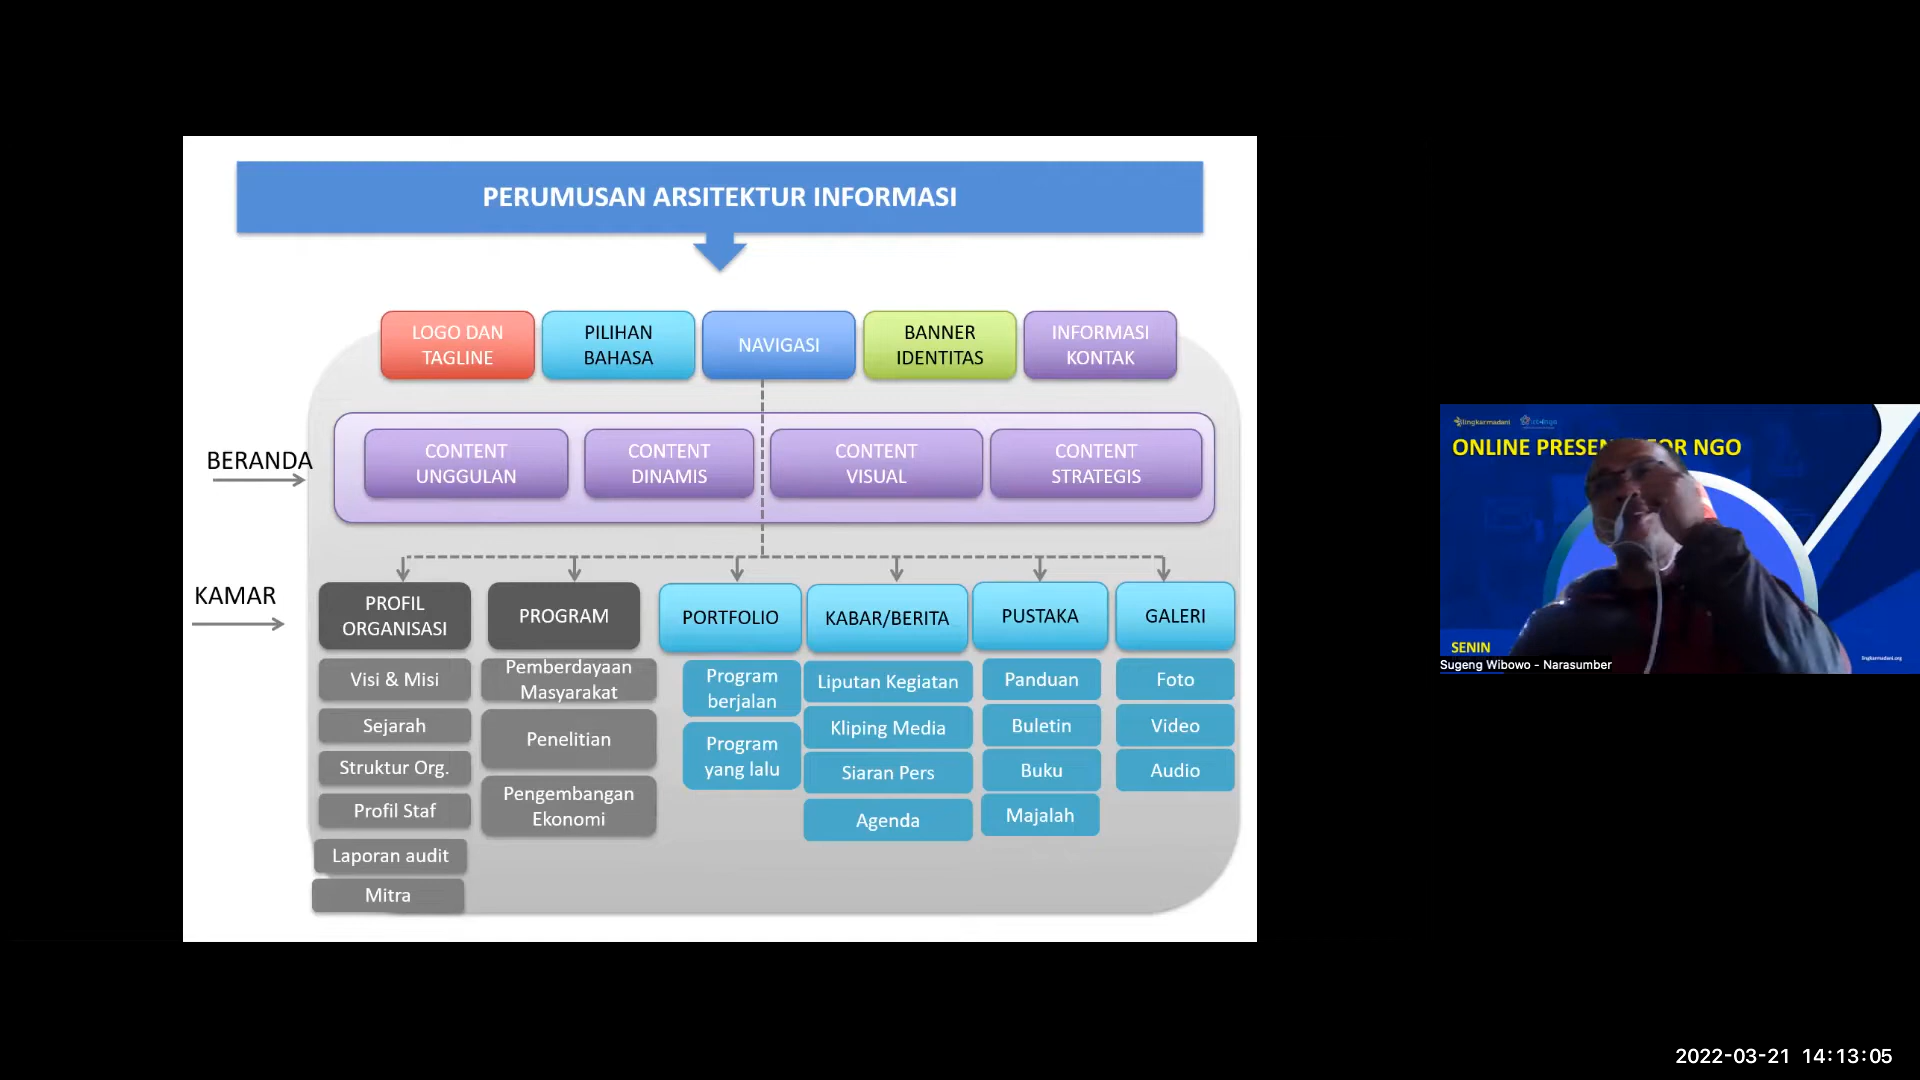 PERUMUSAN ARSITEKTUR INFORMASI
LOGO DAN
TAGLINE
PILIHAN
BAHASA
NAVIGASI
BANNER
IDENTITAS
INFORMASI
KONTAK
BERANDA
CONTENT
UNGGULAN
CONTENT
DINAMIS
CONTENT
VISUAL
CONTENT
STRATEGIS
KAMAR
PROFIL
ORGANISASI
Visi & Misi
Sejarah
Struktur Org.
Profil Staf
Laporan audit
Mitra
PROGRAM
Pemberdayaan
Masyarakat
Penelitian
Pengembangan
Ekonomi
PORTFOLIO
Program
berjalan
Program
yang lalu
KABAR/BERITA
Liputan Kegiatan
Kliping Media
Siaran Pers
Agenda
PUSTAKA
Panduan
Buletin
Buku
Majalah
GALERI
Foto
Video
Audio
lingkarmadani
ONLINE PRESEN FOR NGO
SENIN
lingkarmadani.org
Sugeng Wibowo - Narasumber
2022-03-21 14:13:05